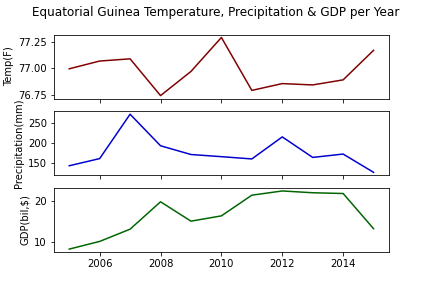 Equatorial Guinea Temperature, Precipitation & GDP per Year
Temp(F)
77.25
77.00
76.75
Precipitation(mm)
250
200
150
GDP(bil,$)
20
10
2006 2008 2010 2012 2014